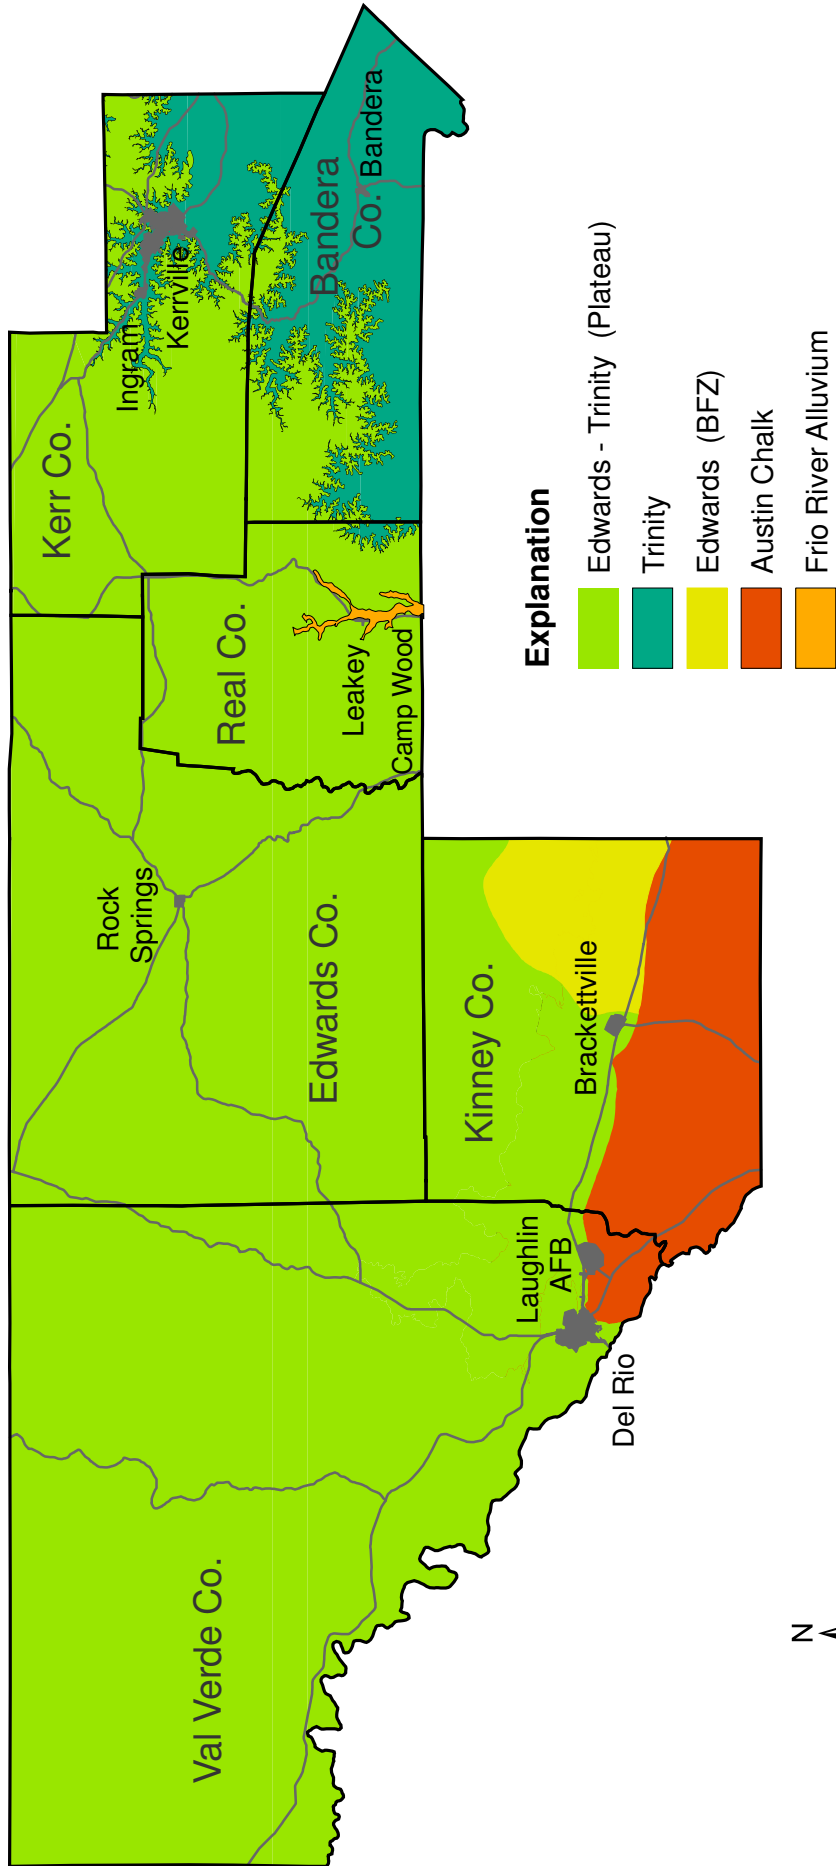 Val Verde Co.
Edwards Co.
Rock
Springs
Kerr Co.
Ingram
Kerrville
Real Co.
Leakey
Camp Wood
Bandera
Co.
Bandera
Kinney Co.
Brackettville
Laughlin
AFB
Del Rio
N
Explanation
Edwards - Trinity (Plateau)
Trinity
Edwards (BFZ)
Austin Chalk
Frio River Alluvium